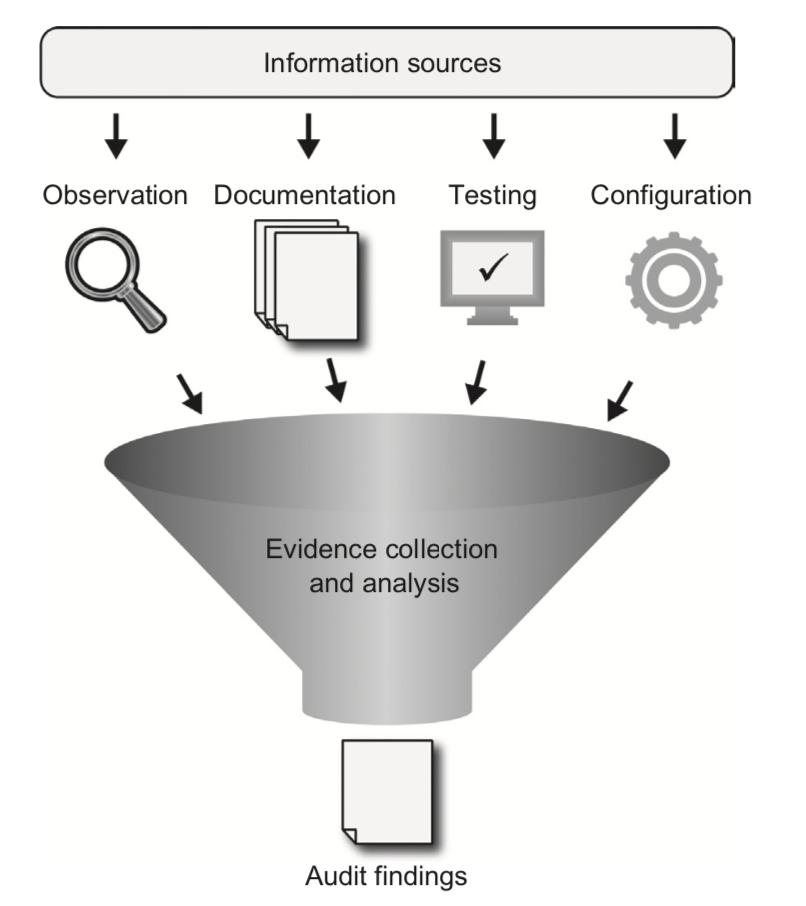 Information sources
Observation Documentation Testing Configuration
Evidence collection
and analysis
Audit findings